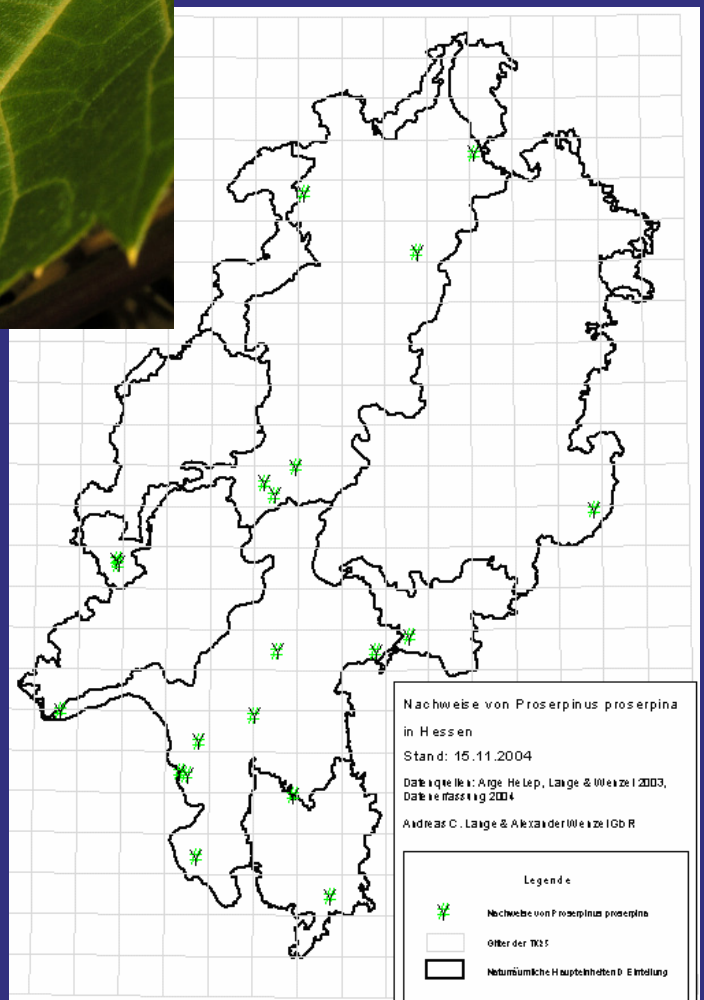 Nachweise von Proserpinus proserpina
in Hessen
Stand: 15.11.2004
Datenquellen: Arge HeLep, Lange & Wenzel 2003,
Datenerfassung 2004
Andreas C. Lange & Alexander Wenzel GbR
Legende
Nachweise von Proserpinus proserpina
Gitter der TK25
Naturräumliche Haupteinheiten D Einteilung